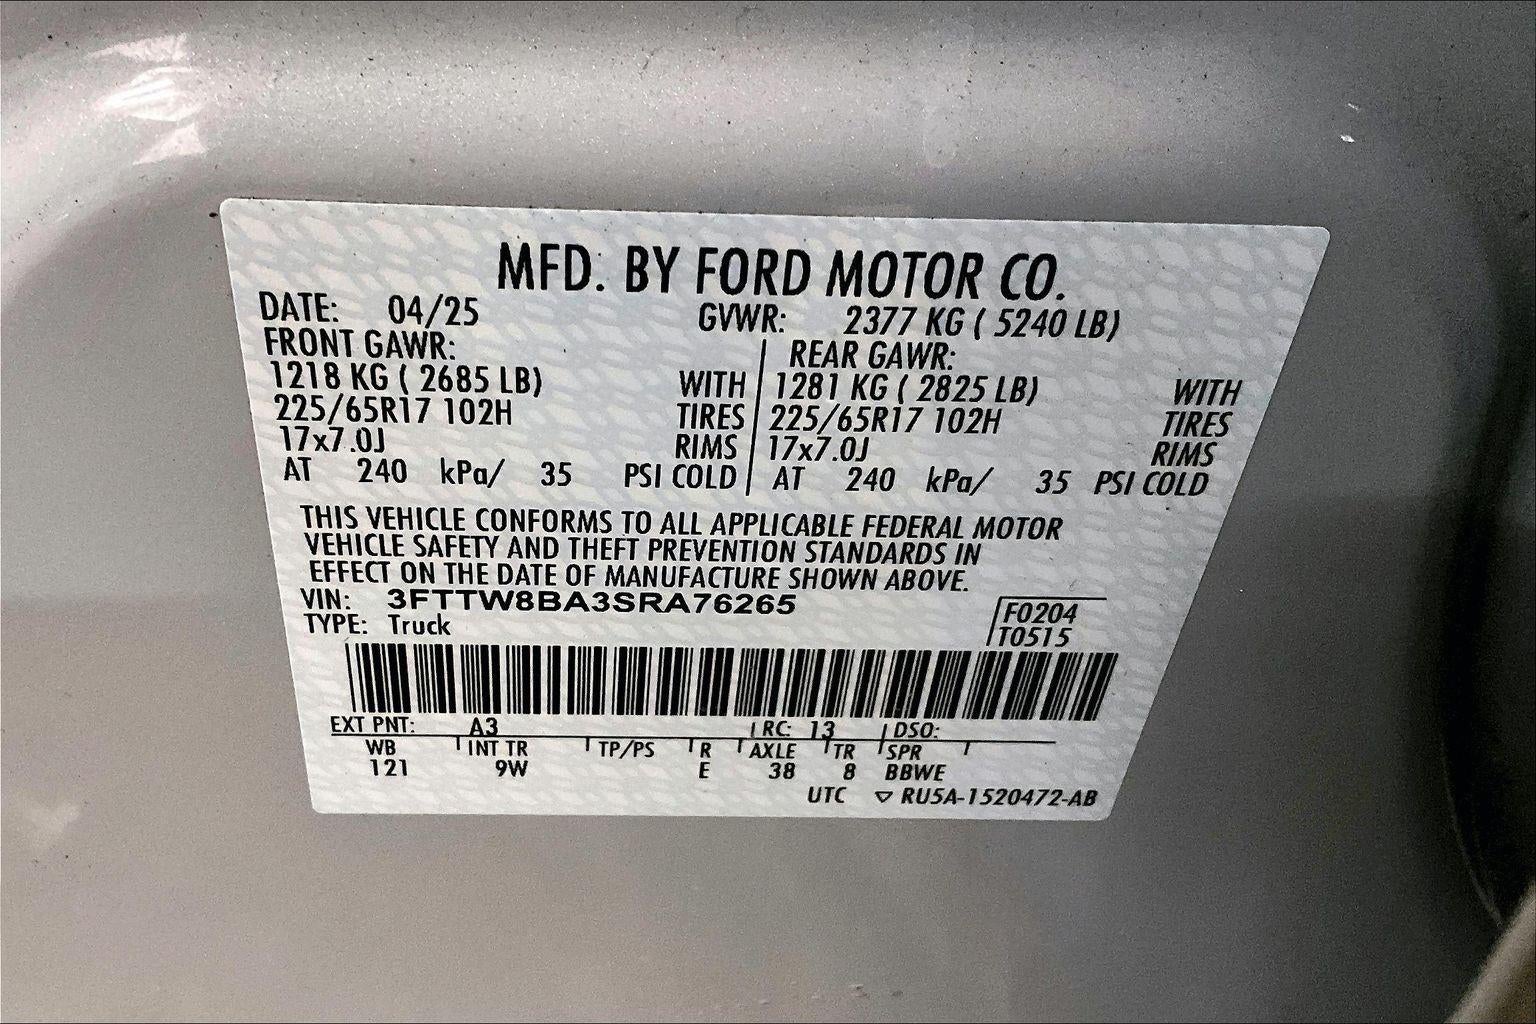 MFD. BY FORD MOTOR CO.
DATE: 04/25 GVWR: 2377 KG ( 5240 LB)
FRONT GAWR: REAR GAWR:
1218 KG ( 2685 LB) WITH 1281 KG ( 2825 LB) WITH
225/65R17 102H TIRES 225/65R17 102H TIRES
17x7.0J RIMS 17x7.0J RIMS
AT 240 kPa/ 35 PSI COLD AT 240 kPa/ 35 PSI COLD
THIS VEHICLE CONFORMS TO ALL APPLICABLE FEDERAL MOTOR
VEHICLE SAFETY AND THEFT PREVENTION STANDARDS IN
EFFECT ON THE DATE OF MANUFACTURE SHOWN ABOVE.
VIN: 3FTTW8BA3SRA76265 F0204
TYPE: Truck T0515
EXT PNT: A3 RC: 13 DSO:
WB INT TR TP/PS R AXLE TR SPR
121 9W E 38 8 BBWE
UTC ▽ RU5A-1520472-AB